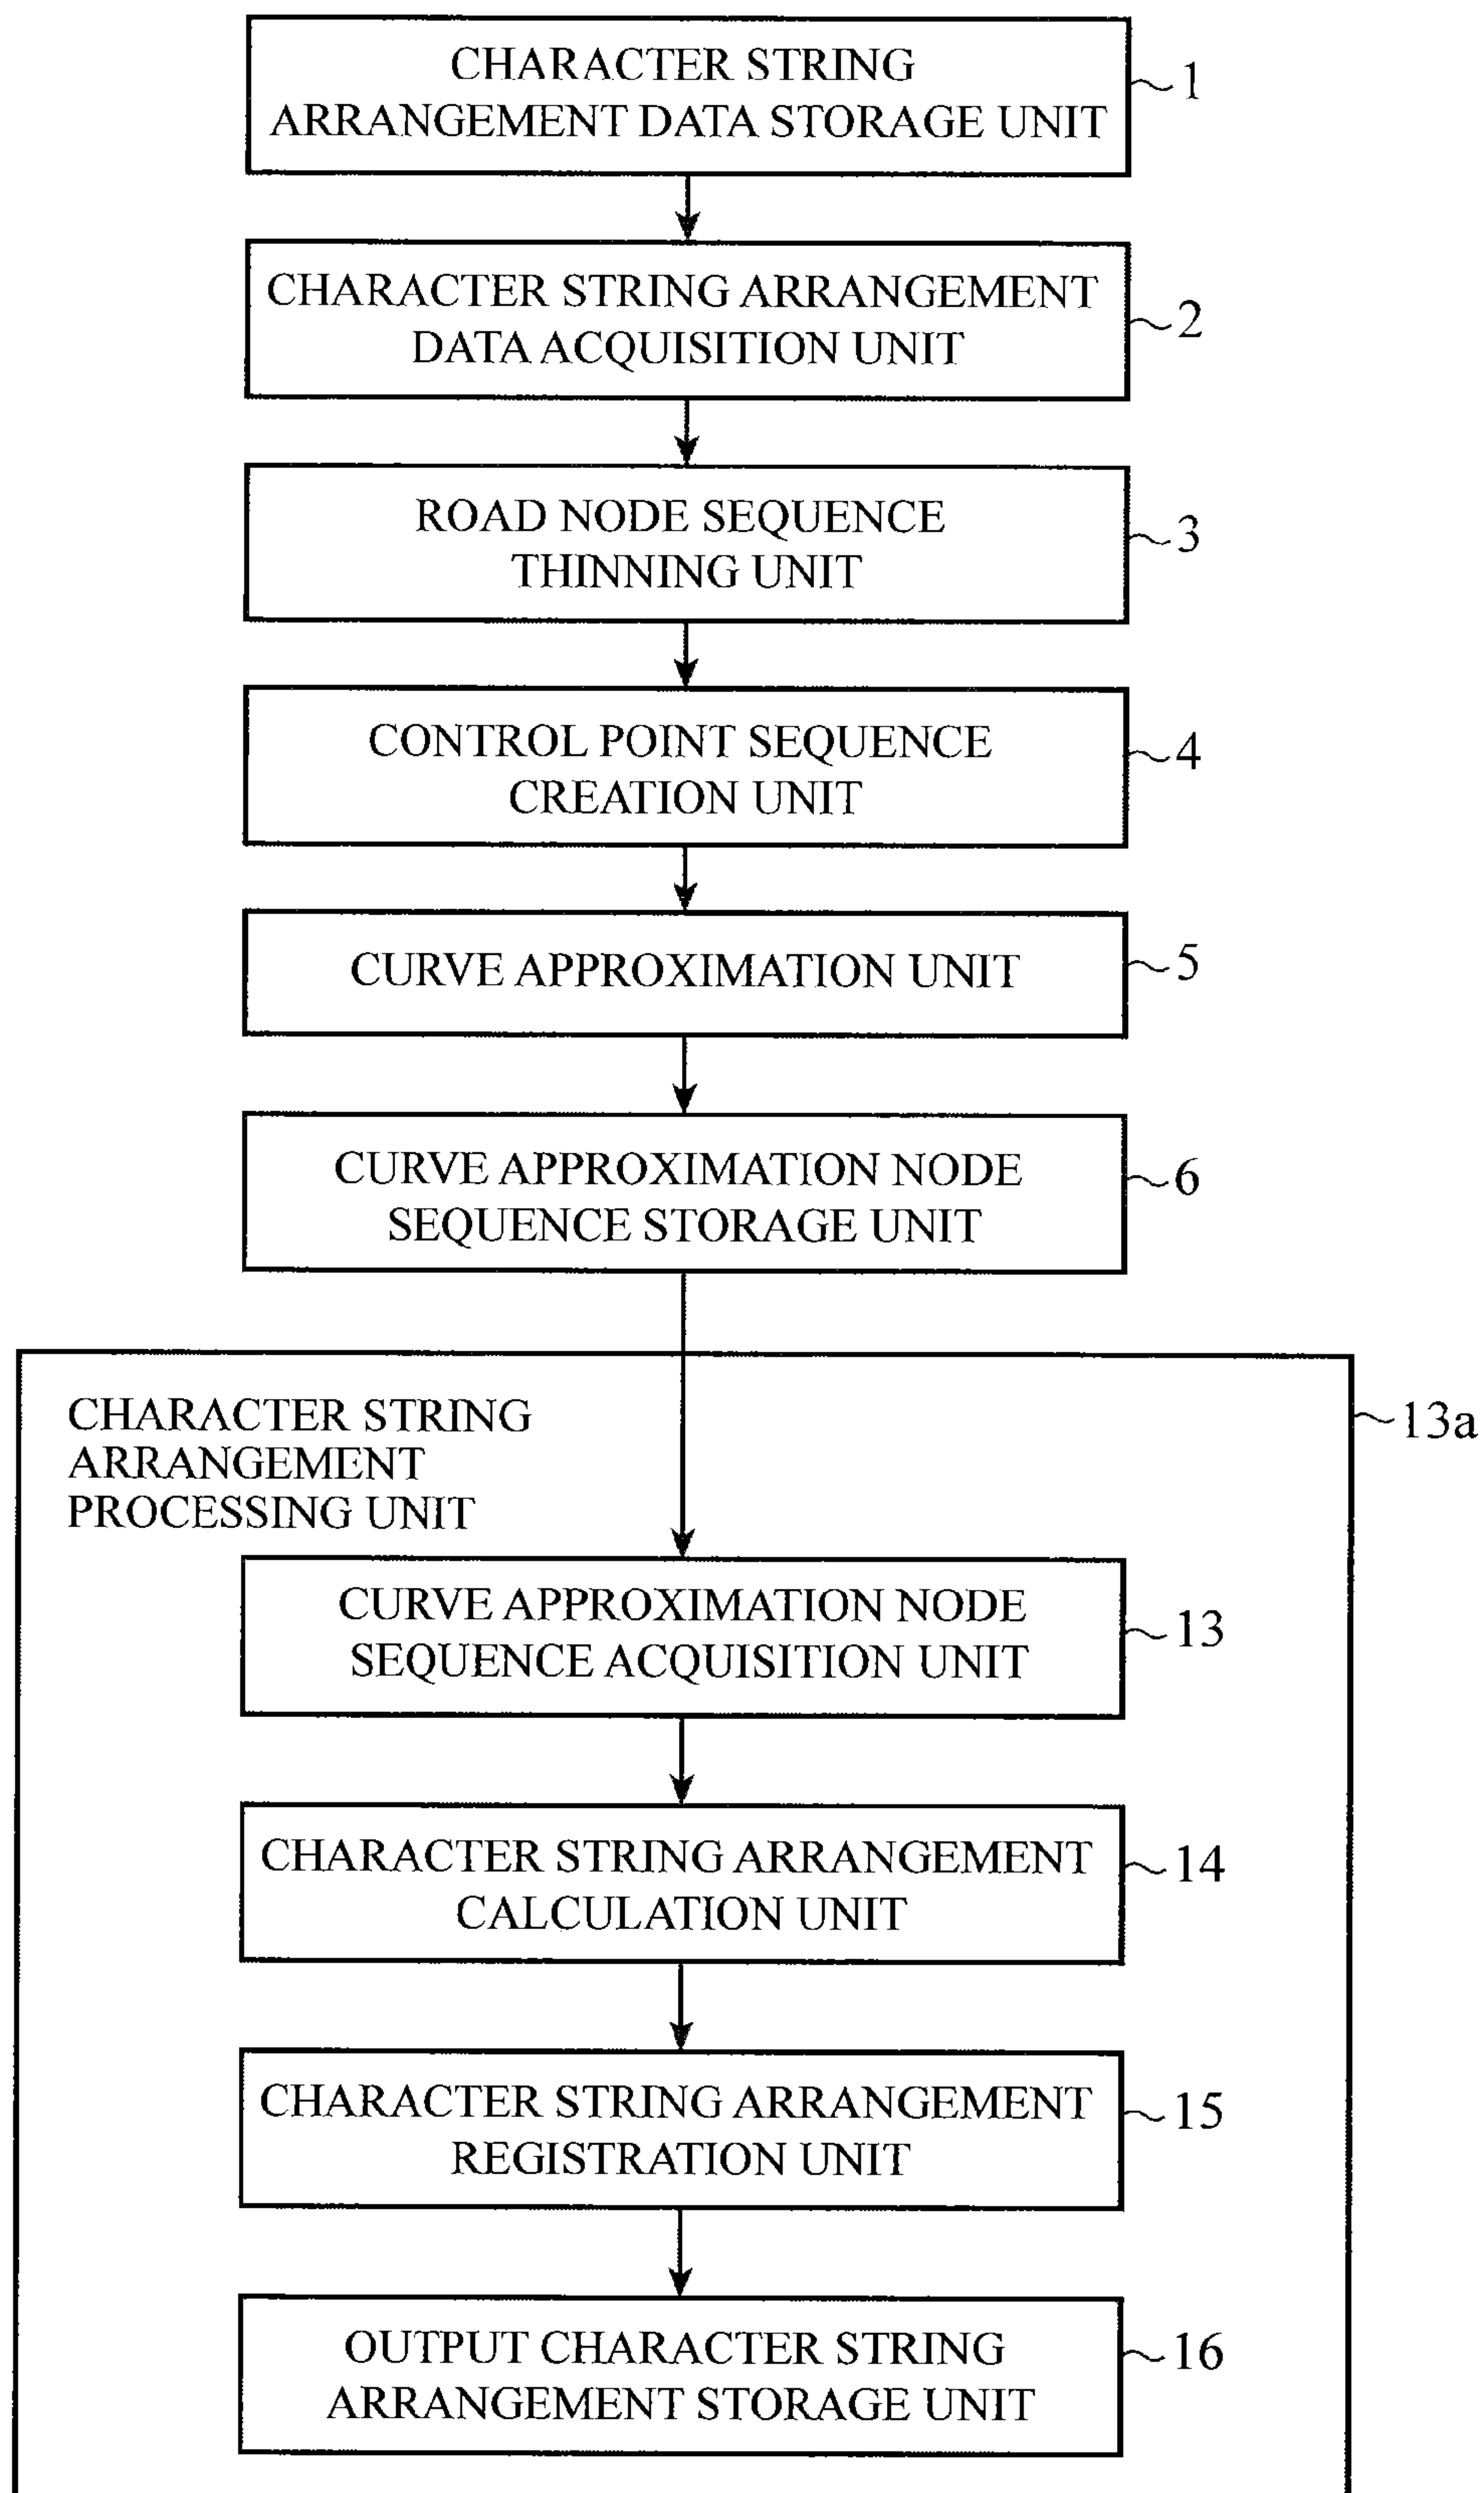 CHARACTER STRING
ARRANGEMENT DATA STORAGE UNIT
1
CHARACTER STRING ARRANGEMENT
DATA ACQUISITION UNIT
2
ROAD NODE SEQUENCE
THINNING UNIT
3
CONTROL POINT SEQUENCE
CREATION UNIT
4
CURVE APPROXIMATION UNIT
5
CURVE APPROXIMATION NODE
SEQUENCE STORAGE UNIT
6
CHARACTER STRING
ARRANGEMENT
PROCESSING UNIT
13a
CURVE APPROXIMATION NODE
SEQUENCE ACQUISITION UNIT
13
CHARACTER STRING ARRANGEMENT
CALCULATION UNIT
14
CHARACTER STRING ARRANGEMENT
REGISTRATION UNIT
15
OUTPUT CHARACTER STRING
ARRANGEMENT STORAGE UNIT
16